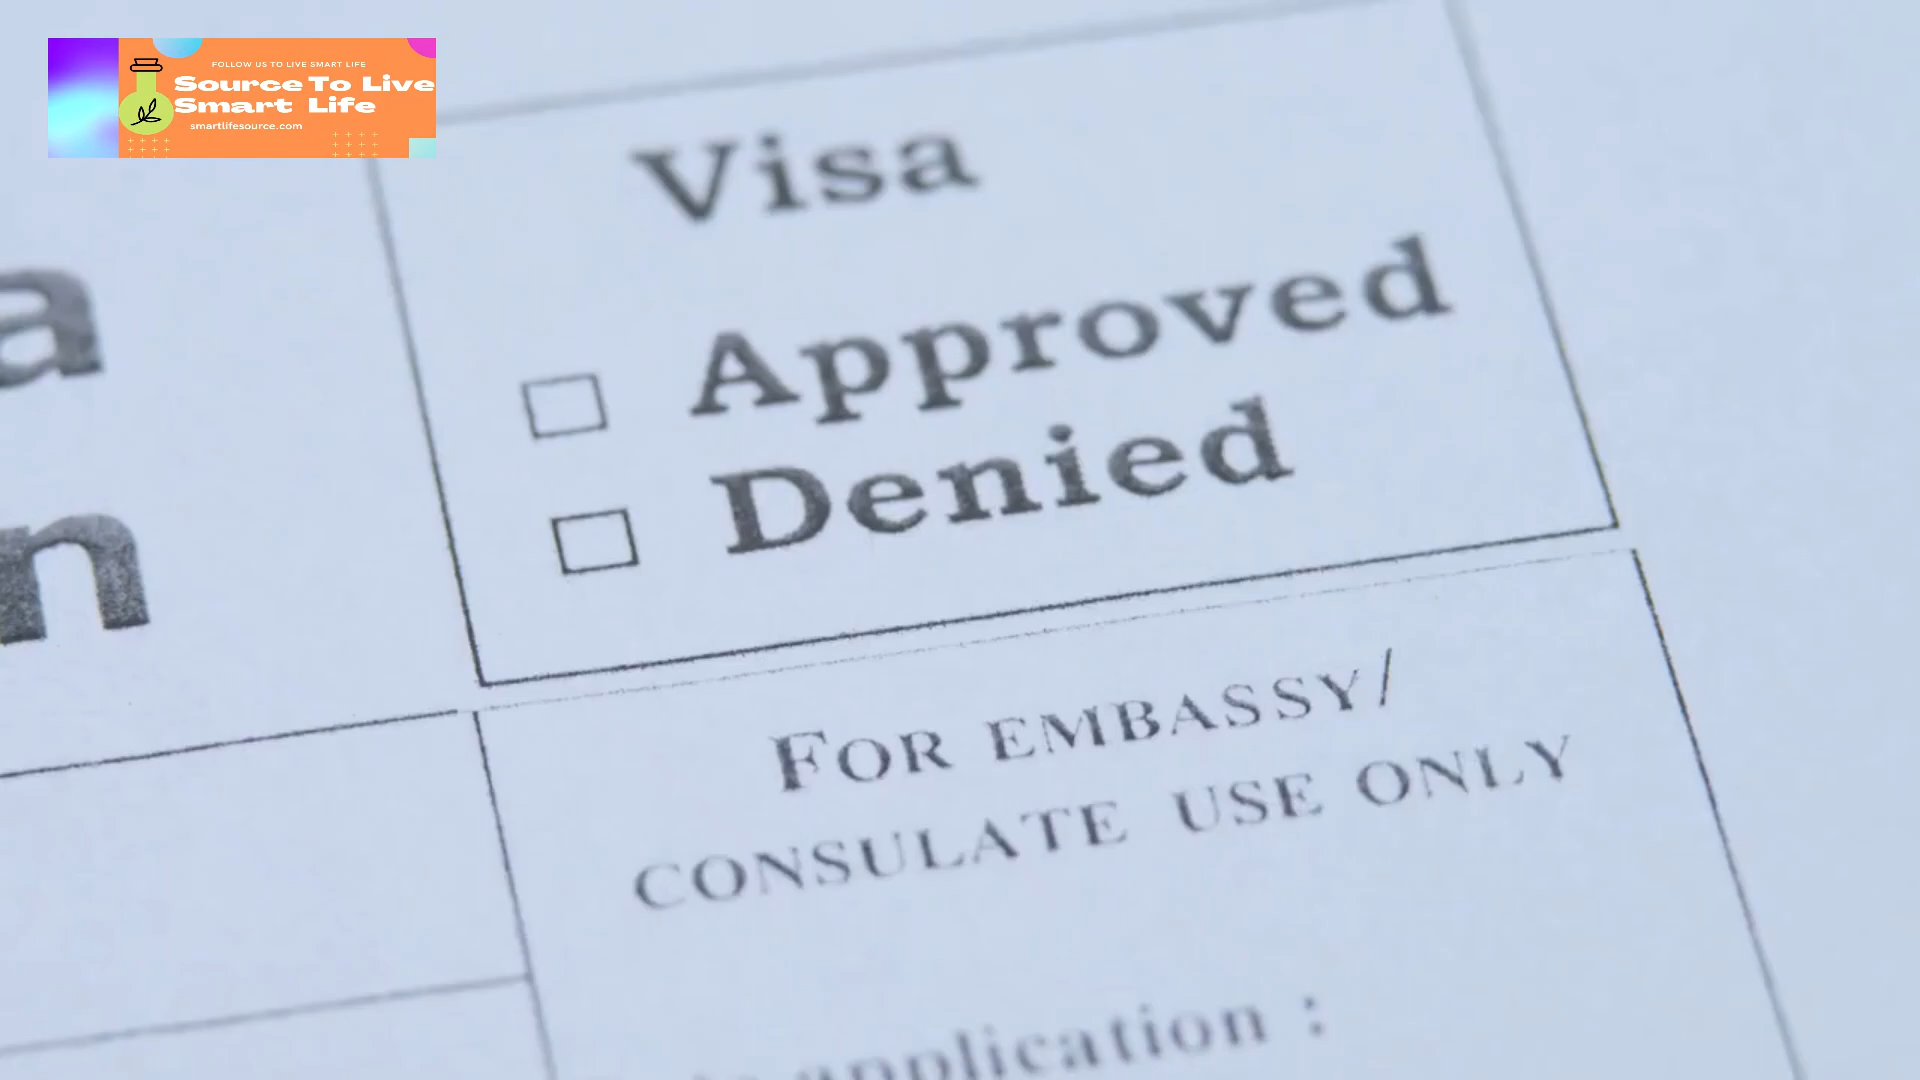 FOLLOW US TO LIVE SMART LIFE
Source To Live
Smart Life
smartlifesource.com
Visa
Approved
Denied
FOR EMBASSY/
CONSULATE USE ONLY
application :